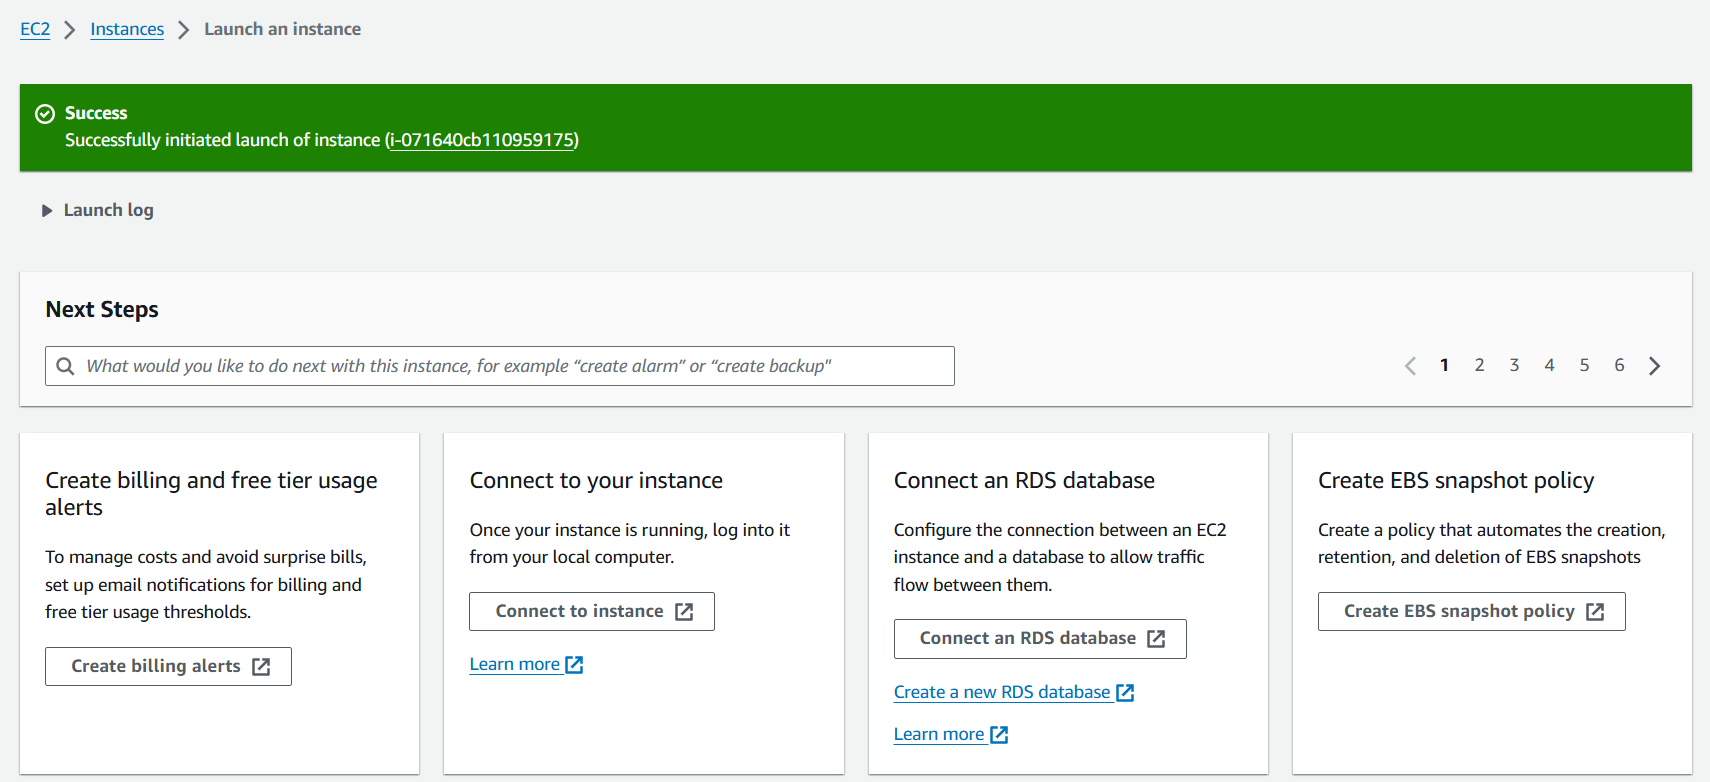 EC2 Instances Launch an instance
Success
Successfully initiated launch of instance (i-071640cb110959175)
Launch log
Next Steps
What would you like to do next with this instance, for example “create alarm” or “create backup"
1 2 3 4 5 6
Create billing and free tier usage
alerts
To manage costs and avoid surprise bills,
set up email notifications for billing and
free tier usage thresholds.
Create billing alerts
Connect to your instance
Once your instance is running, log into it
from your local computer.
Connect to instance
Learn more
Connect an RDS database
Configure the connection between an EC2
instance and a database to allow traffic
flow between them.
Connect an RDS database
Create a new RDS database
Learn more
Create EBS snapshot policy
Create a policy that automates the creation,
retention, and deletion of EBS snapshots
Create EBS snapshot policy